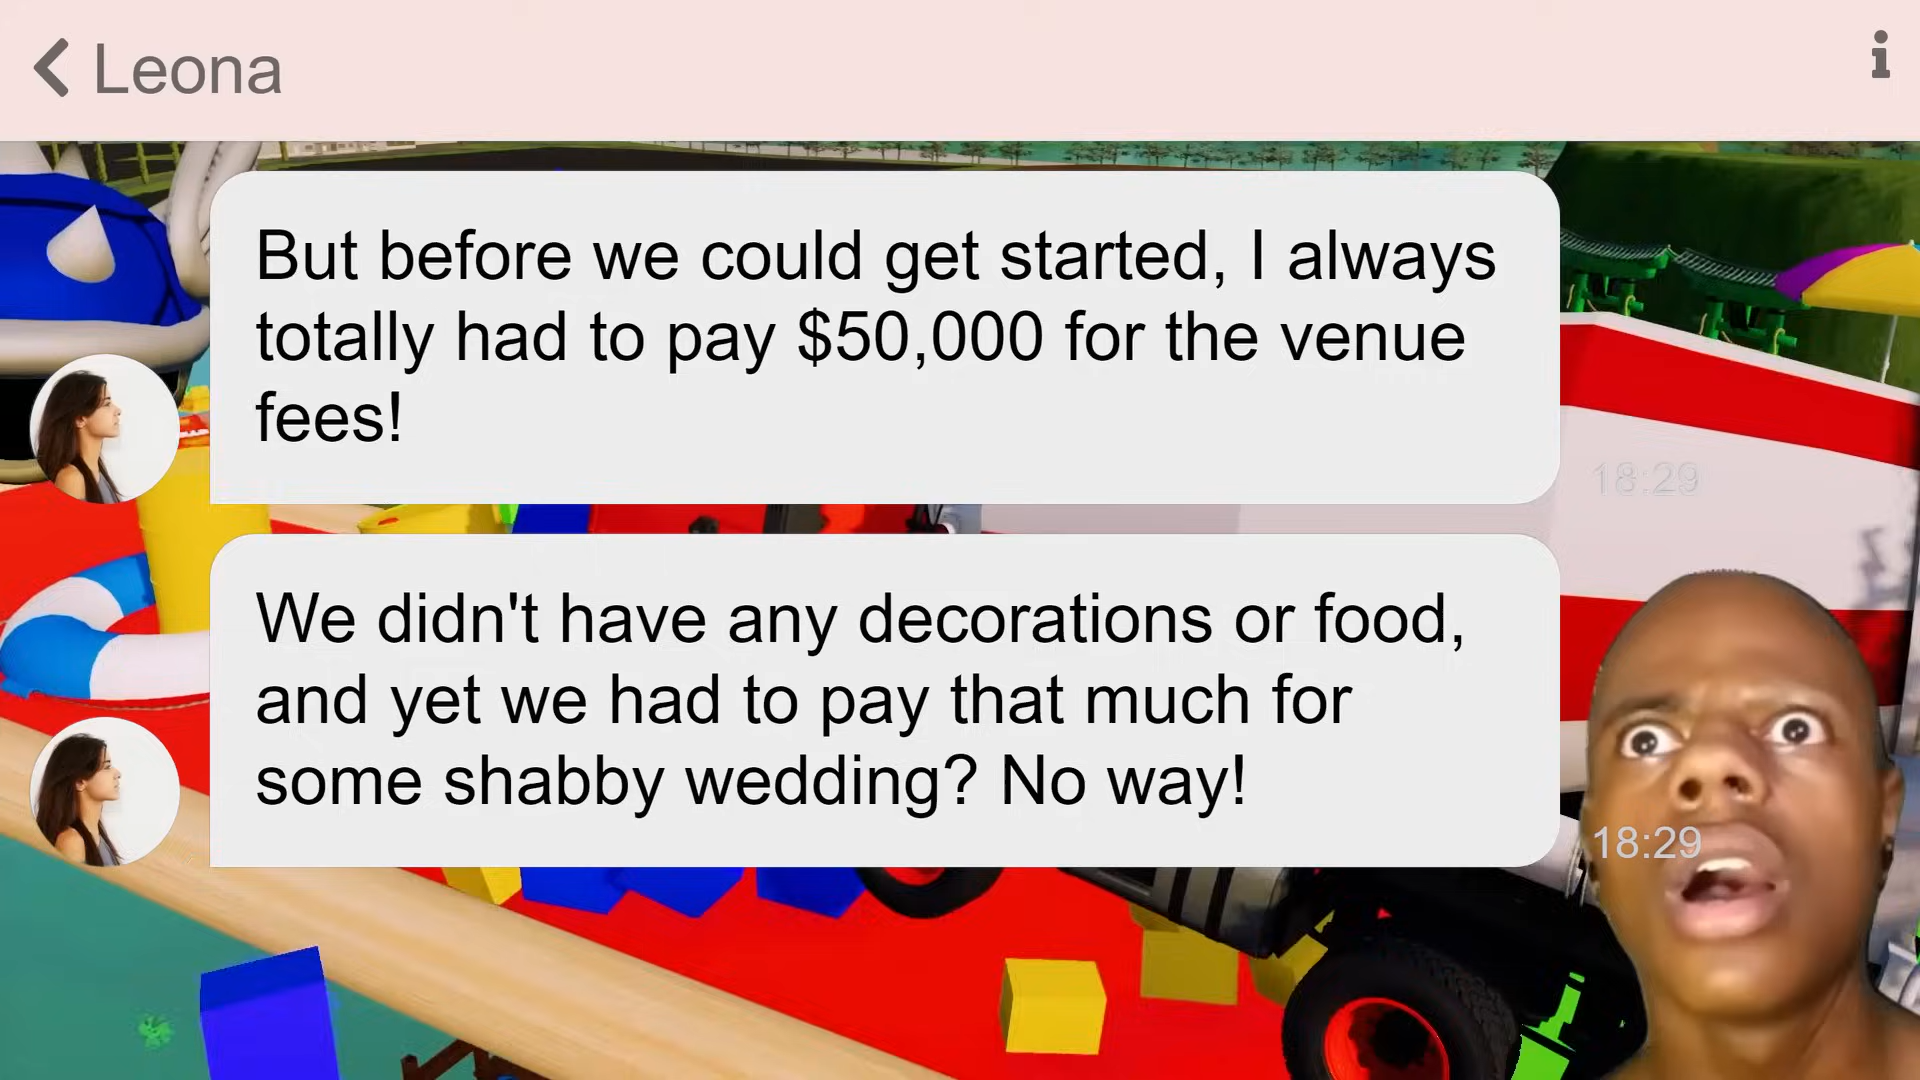 Leona
But before we could get started, I always
totally had to pay $50,000 for the venue
fees!
18:29
We didn't have any decorations or food,
and yet we had to pay that much for
some shabby wedding? No way!
18:29